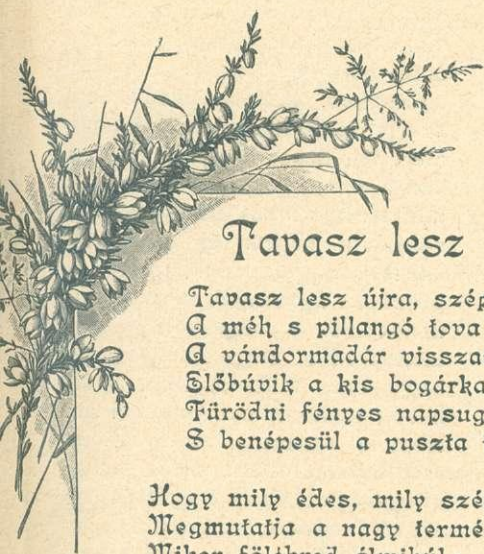 Tavasz lesz
Tavasz lesz újra, szép
A méh s pillangó tova
A vándormadár vissza
Előbúvik a kis bogárka
Fürödni fényes napsug
S benépesül a puszta
Hogy mily édes, mily szé
Megmutatja a nagy termé